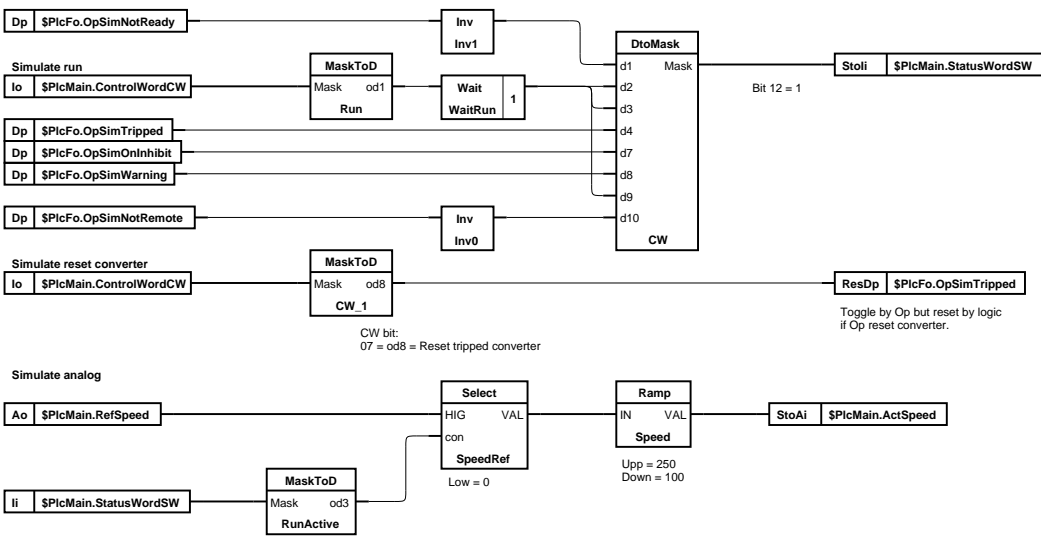 Dp $PlcFo.OpSimNotReady
Inv
Inv1
DtoMask
d1 Mask
StoIi $PlcMain.StatusWordSW
Simulate run
Io $PlcMain.ControlWordCW
MaskToD
Mask od1
Run
Wait
WaitRun
1
d2
Bit 12 = 1
d3
Dp $PlcFo.OpSimTripped
d4
Dp $PlcFo.OpSimOnInhibit
d7
Dp $PlcFo.OpSimWarning
d8
d9
Dp $PlcFo.OpSimNotRemote
Inv
Inv0
d10
CW
Simulate reset converter
Io $PlcMain.ControlWordCW
MaskToD
Mask od8
CW_1
ResDp $PlcFo.OpSimTripped
Toggle by Op but reset by logic
if Op reset converter.
CW bit:
07 = od8 = Reset tripped converter
Simulate analog
Ao $PlcMain.RefSpeed
Select
HIG VAL
con
SpeedRef
Low = 0
Ramp
IN VAL
Speed
Upp = 250
Down = 100
StoAi $PlcMain.ActSpeed
Ii $PlcMain.StatusWordSW
MaskToD
Mask od3
RunActive